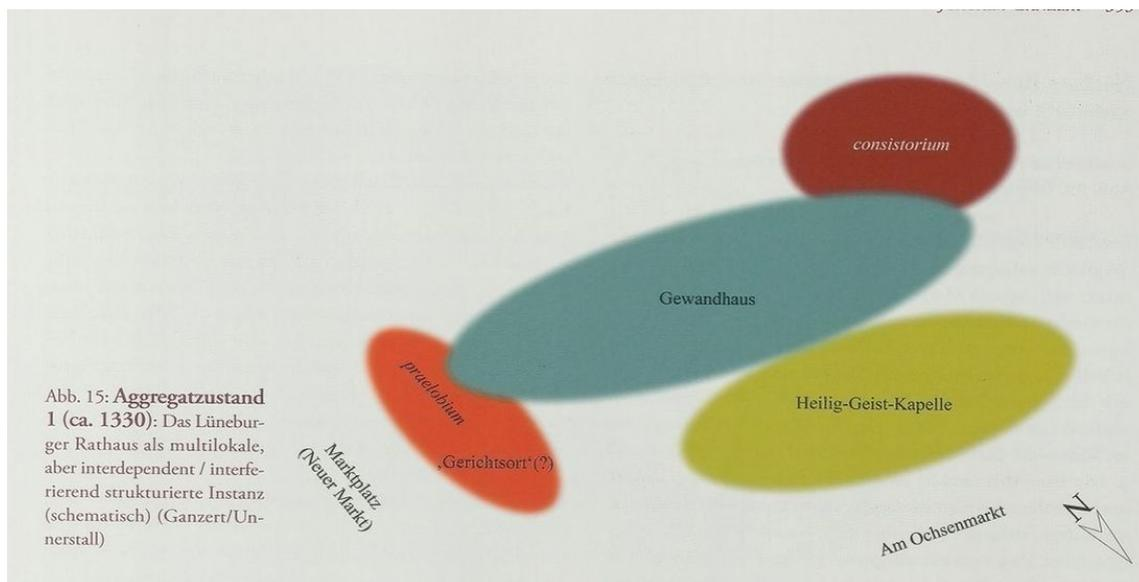 consistorium
Gewandhaus
praelobium
‚Gerichtsort‘(?)
Heilig-Geist-Kapelle
Marktplatz
(Neuer Markt)
Am Ochsenmarkt
N
Abb. 15: Aggregatzustand
1 (ca. 1330): Das Lünebur-
ger Rathaus als multilokale,
aber interdependent / interfe-
rierend strukturierte Instanz
(schematisch) (Ganzert/Un-
nerstall)